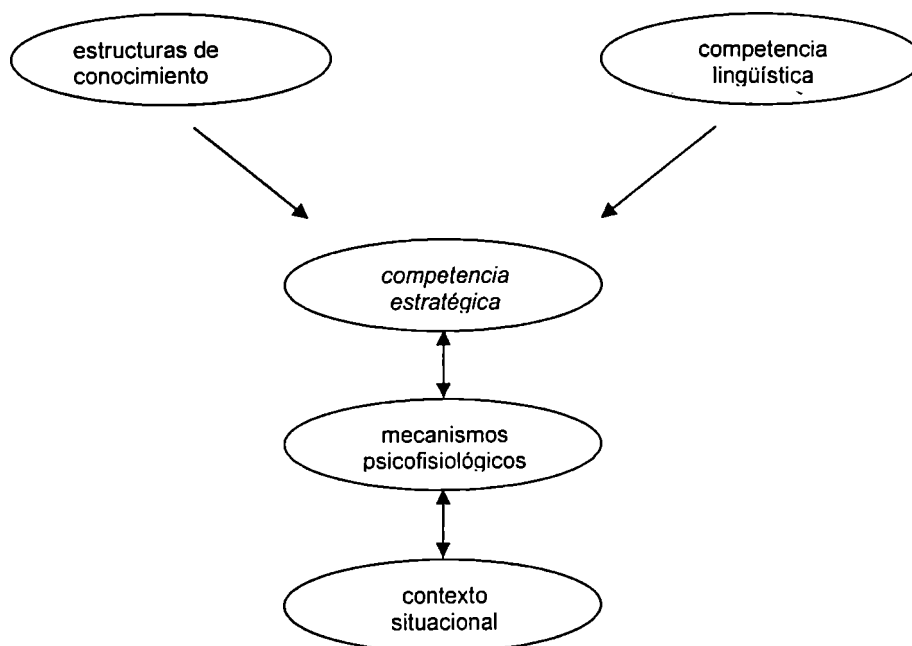 estructuras de
conocimiento
competencia
lingüística
competencia
estratégica
mecanismos
psicofisiológicos
contexto
situacional